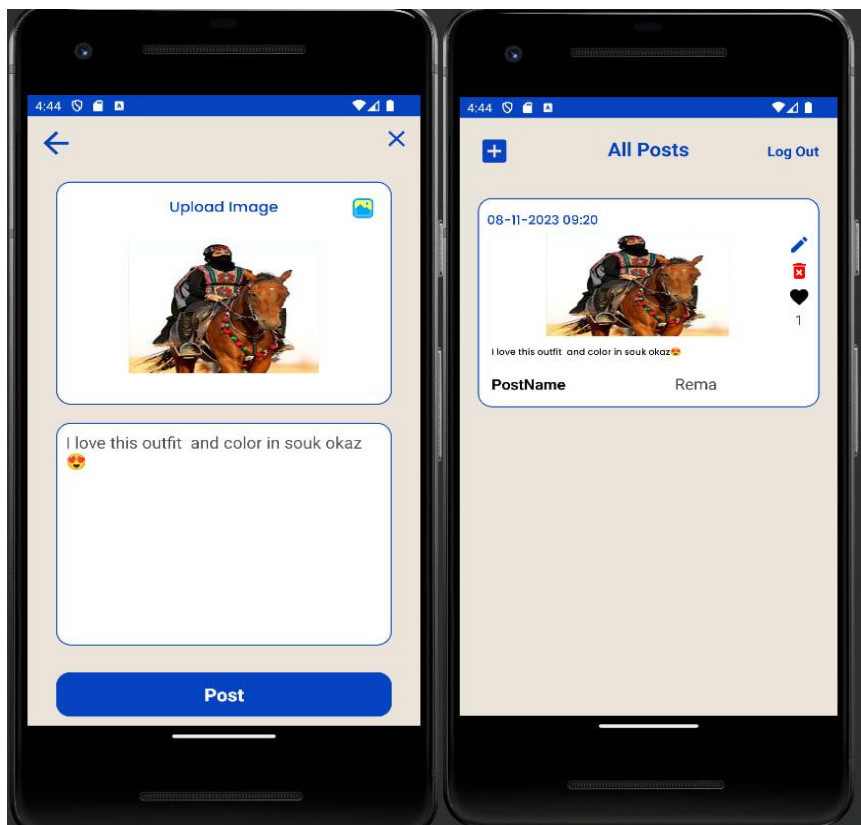 4:44
Upload Image
I love this outfit  and color in souk okaz
😍
Post
4:44
All Posts
Log Out
08-11-2023 09:20
1
I love this outfit  and color in souk okaz😍
PostName Rema